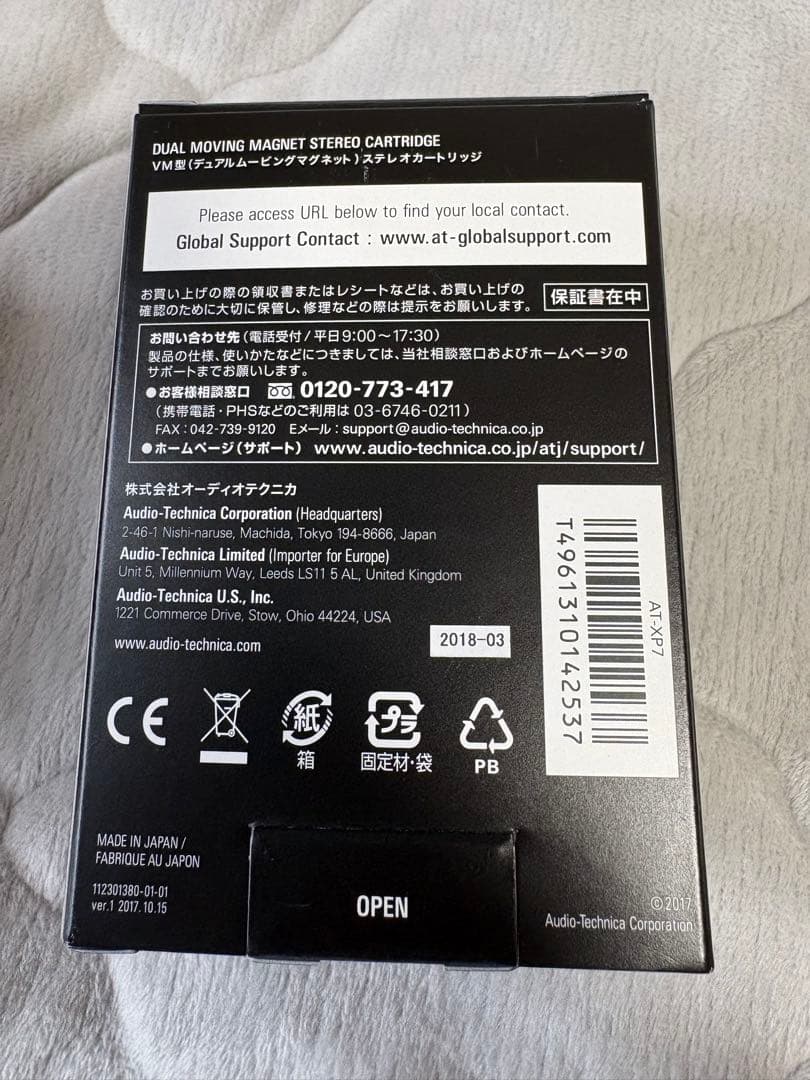 DUAL MOVING MAGNET STEREO CARTRIDGE
VM型(デュアルムービングマグネット)ステレオカートリッジ
Please access URL below to find your local contact.
Global Support Contact : www.at-globalsupport.com
お買い上げの際の領収書またはレシートなどは、お買い上げの
確認のために大切に保管し、修理などの際は提示をお願いします。
保証書在中
お問い合わせ先(電話受付/平日9:00〜17:30)
製品の仕様、使いかたなどにつきましては、当社相談窓口およびホームページの
サポートまでお願いします。
●お客様相談窓口 0120-773-417
(携帯電話・PHSなどのご利用は 03-6746-0211)
FAX:042-739-9120 Eメール:support@audio-technica.co.jp
●ホームページ(サポート) www.audio-technica.co.jp/atj/support/
株式会社オーディオテクニカ
Audio-Technica Corporation (Headquarters)
2-46-1 Nishi-naruse, Machida, Tokyo 194-8666, Japan
Audio-Technica Limited (Importer for Europe)
Unit 5, Millennium Way, Leeds LS11 5 AL, United Kingdom
Audio-Technica U.S., Inc.
1221 Commerce Drive, Stow, Ohio 44224, USA
www.audio-technica.com
2018-03
AT-XP7
T4961310142537
CE
紙
箱
プラ
固定材・袋
PB
MADE IN JAPAN /
FABRIQUE AU JAPON
112301380-01-01
ver.1 2017.10.15
OPEN
©2017
Audio-Technica Corporation